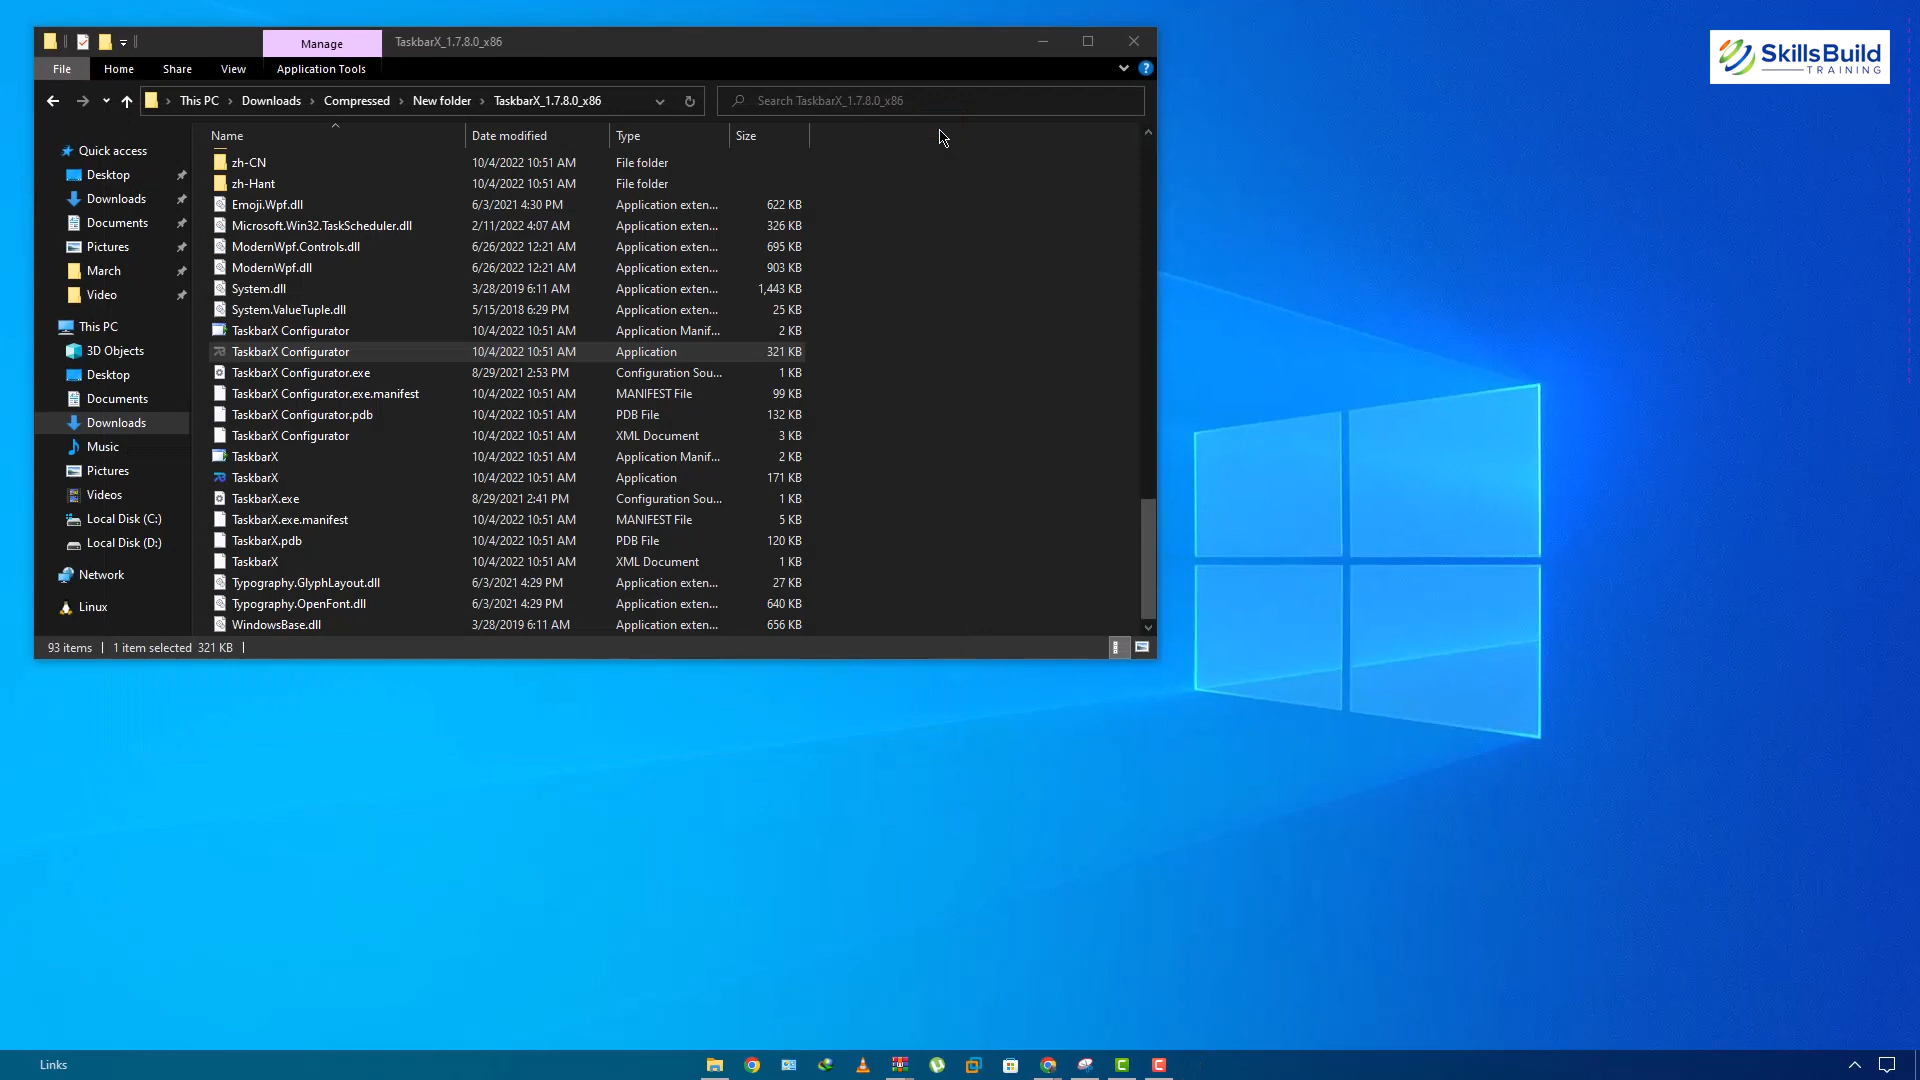 Manage
TaskbarX_1.7.8.0_x86
File Home Share View Application Tools
This PC Downloads Compressed New folder TaskbarX_1.7.8.0_x86
Search TaskbarX_1.7.8.0_x86
SkillsBuild
TRAINING
Quick access
Desktop
Downloads
Documents
Pictures
March
Video
This PC
3D Objects
Desktop
Documents
Downloads
Music
Pictures
Videos
Local Disk (C:)
Local Disk (D:)
Network
Linux
Name Date modified Type Size
zh-CN 10/4/2022 10:51 AM File folder
zh-Hant 10/4/2022 10:51 AM File folder
Emoji.Wpf.dll 6/3/2021 4:30 PM Application exten... 622 KB
Microsoft.Win32.TaskScheduler.dll 2/11/2022 4:07 AM Application exten... 326 KB
ModernWpf.Controls.dll 6/26/2022 12:21 AM Application exten... 695 KB
ModernWpf.dll 6/26/2022 12:21 AM Application exten... 903 KB
System.dll 3/28/2019 6:11 AM Application exten... 1,443 KB
System.ValueTuple.dll 5/15/2018 6:29 PM Application exten... 25 KB
TaskbarX Configurator 10/4/2022 10:51 AM Application Manif... 2 KB
TaskbarX Configurator 10/4/2022 10:51 AM Application 321 KB
TaskbarX Configurator.exe 8/29/2021 2:53 PM Configuration Sou... 1 KB
TaskbarX Configurator.exe.manifest 10/4/2022 10:51 AM MANIFEST File 99 KB
TaskbarX Configurator.pdb 10/4/2022 10:51 AM PDB File 132 KB
TaskbarX Configurator 10/4/2022 10:51 AM XML Document 3 KB
TaskbarX 10/4/2022 10:51 AM Application Manif... 2 KB
TaskbarX 10/4/2022 10:51 AM Application 171 KB
TaskbarX.exe 8/29/2021 2:41 PM Configuration Sou... 1 KB
TaskbarX.exe.manifest 10/4/2022 10:51 AM MANIFEST File 5 KB
TaskbarX.pdb 10/4/2022 10:51 AM PDB File 120 KB
TaskbarX 10/4/2022 10:51 AM XML Document 1 KB
Typography.GlyphLayout.dll 6/3/2021 4:29 PM Application exten... 27 KB
Typography.OpenFont.dll 6/3/2021 4:29 PM Application exten... 640 KB
WindowsBase.dll 3/28/2019 6:11 AM Application exten... 656 KB
93 items 1 item selected 321 KB
Links